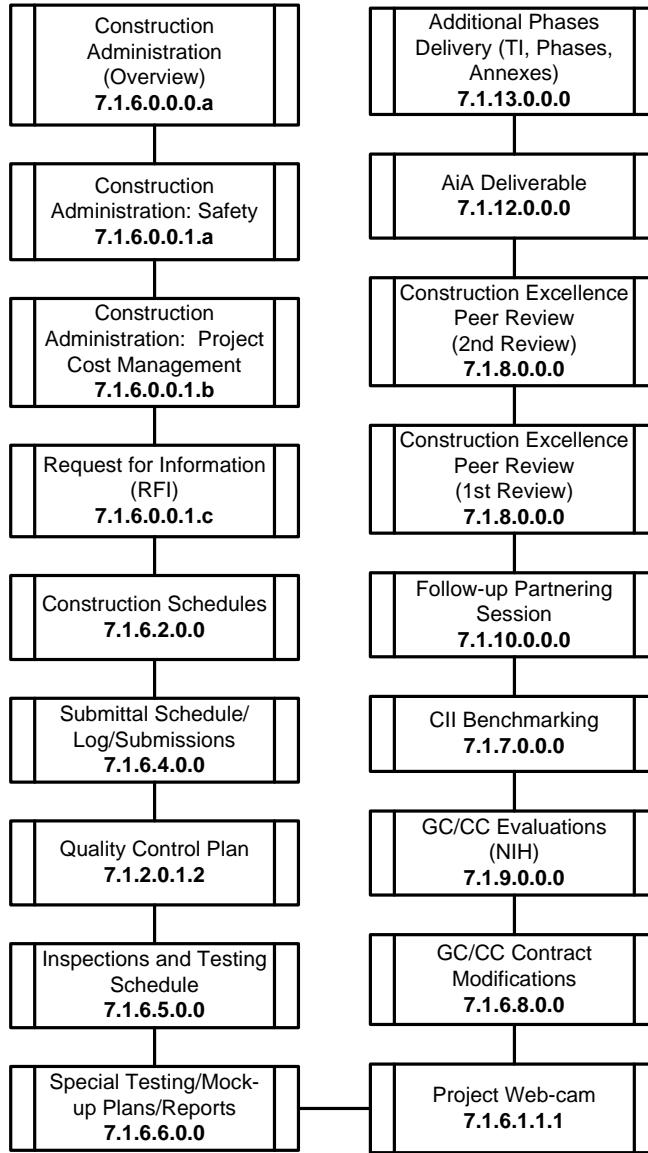 Construction
Administration
(Overview)
7.1.6.0.0.0.a
Construction
Administration: Safety
7.1.6.0.0.1.a
Construction
Administration:  Project
Cost Management
7.1.6.0.0.1.b
Request for Information
(RFI)
7.1.6.0.0.1.c
Construction Schedules
7.1.6.2.0.0
Submittal Schedule/
Log/Submissions
7.1.6.4.0.0
Quality Control Plan
7.1.2.0.1.2
Inspections and Testing
Schedule
7.1.6.5.0.0
Special Testing/Mock-
up Plans/Reports
7.1.6.6.0.0
Additional Phases
Delivery (TI, Phases,
Annexes)
7.1.13.0.0.0
AiA Deliverable
7.1.12.0.0.0
Construction Excellence
Peer Review
(2nd Review)
7.1.8.0.0.0
Construction Excellence
Peer Review
(1st Review)
7.1.8.0.0.0
Follow-up Partnering
Session
7.1.10.0.0.0
CII Benchmarking
7.1.7.0.0.0
GC/CC Evaluations
(NIH)
7.1.9.0.0.0
GC/CC Contract
Modifications
7.1.6.8.0.0
Project Web-cam
7.1.6.1.1.1